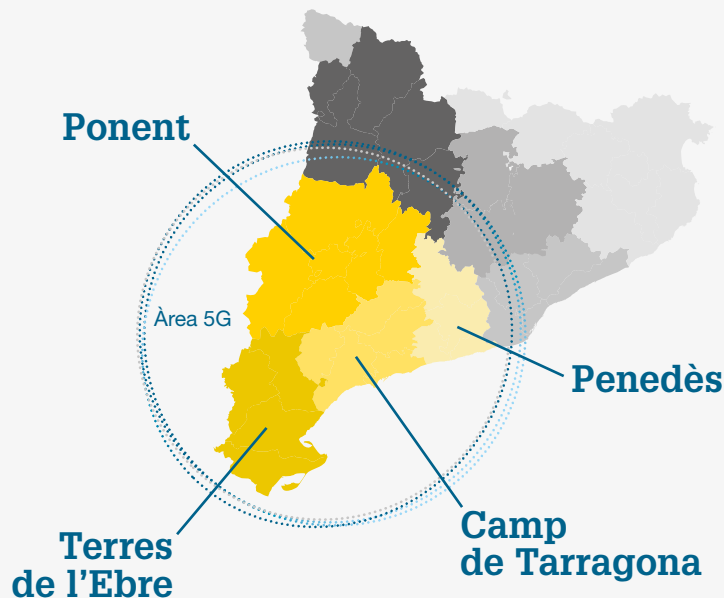 Ponent
Àrea 5G
Penedès
Camp
de Tarragona
Terres
de l'Ebre